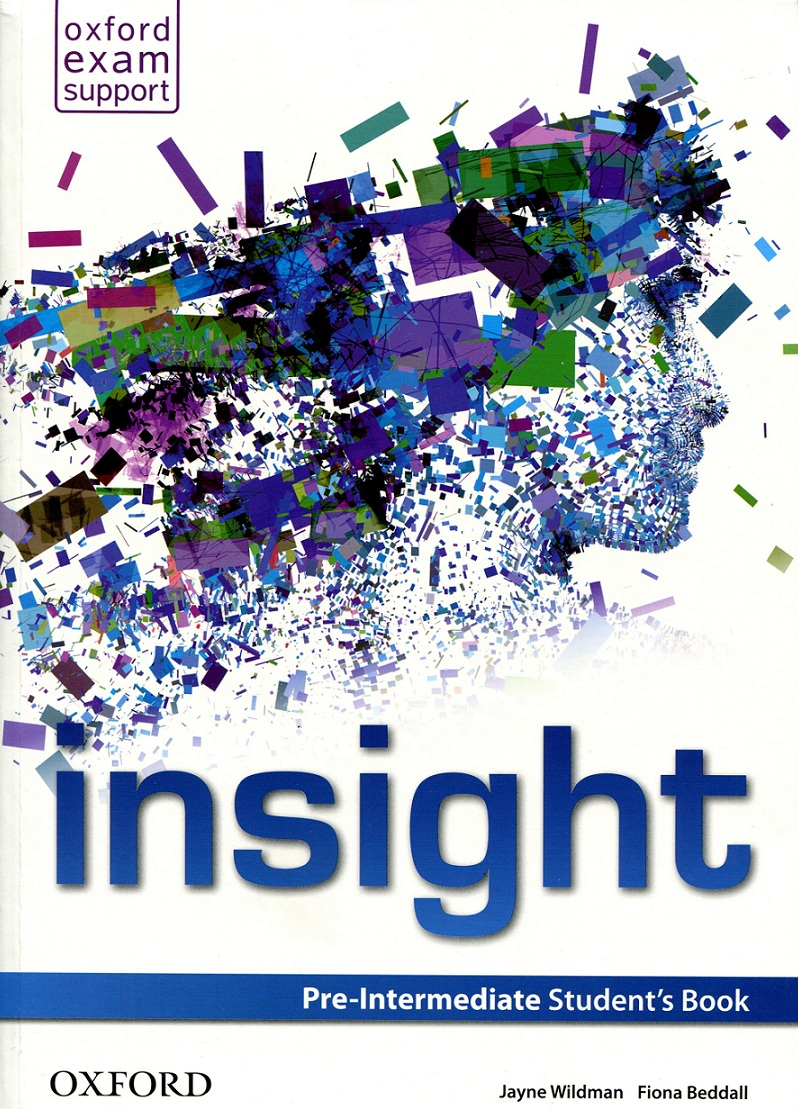 oxford
exam
support
insight
Pre-Intermediate Student's Book
OXFORD
Jayne Wildman Fiona Beddall